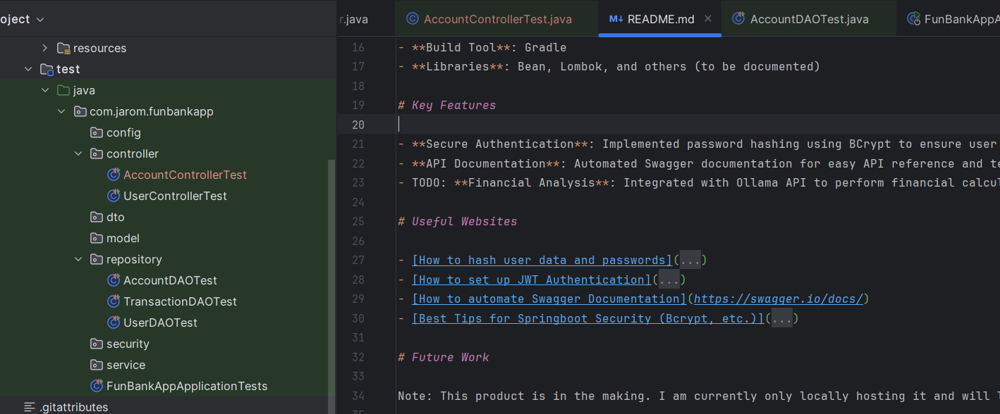 oject
resources
test
java
com.jarom.funbankapp
config
controller
AccountControllerTest
UserControllerTest
dto
model
repository
AccountDAOTest
TransactionDAOTest
UserDAOTest
security
service
FunBankAppApplicationTests
.gitattributes
r.java
AccountControllerTest.java
M↓ README.md
AccountDAOTest.java
FunBankAppA
16 - **Build Tool**: Gradle
17 - **Libraries**: Bean, Lombok, and others (to be documented)
18
19 # Key Features
20
21 - **Secure Authentication**: Implemented password hashing using BCrypt to ensure user
22 - **API Documentation**: Automated Swagger documentation for easy API reference and te
23 - TODO: **Financial Analysis**: Integrated with Ollama API to perform financial calcul
24
25 # Useful Websites
26
27 - [How to hash user data and passwords](...)
28 - [How to set up JWT Authentication](...)
29 - [How to automate Swagger Documentation](https://swagger.io/docs/)
30 - [Best Tips for Springboot Security (Bcrypt, etc.)](...)
31
32 # Future Work
33
34 Note: This product is in the making. I am currently only locally hosting it and will
35